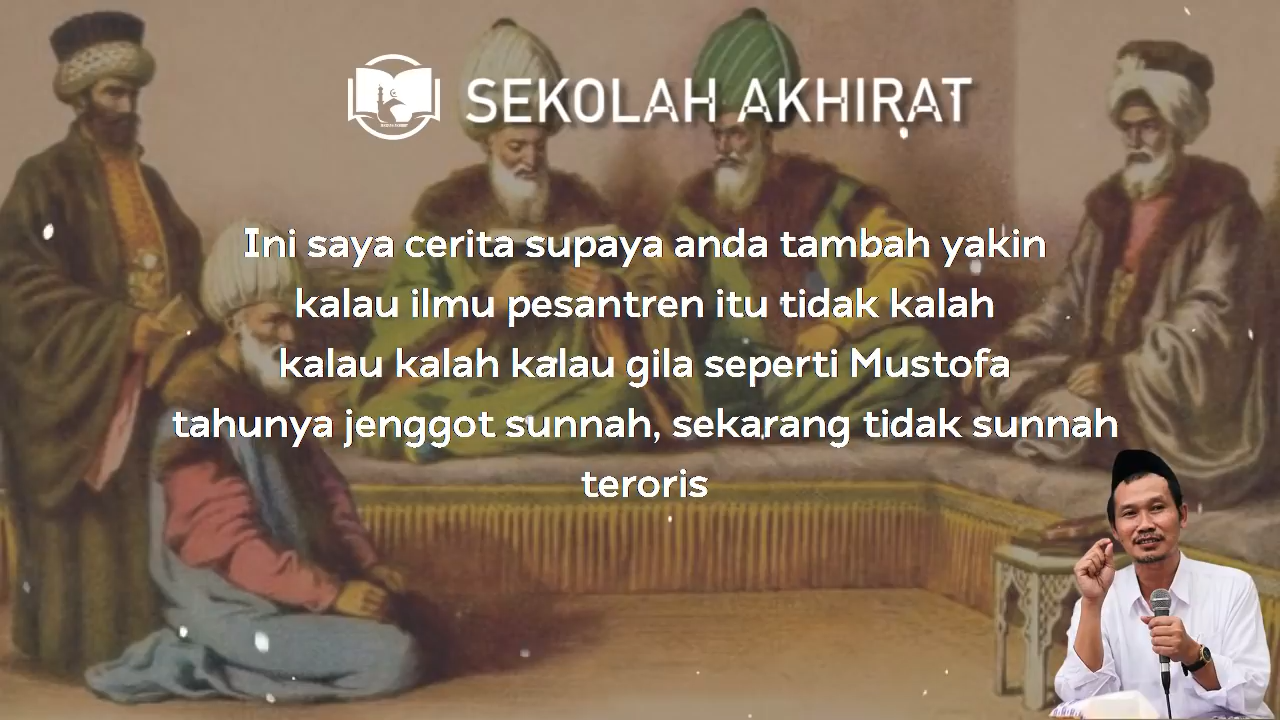 SEKOLAH AKHIRAT
Ini saya cerita supaya anda tambah yakin
kalau ilmu pesantren itu tidak kalah
kalau kalah kalau gila seperti Mustofa
tahunya jenggot sunnah, sekarang tidak sunnah
teroris